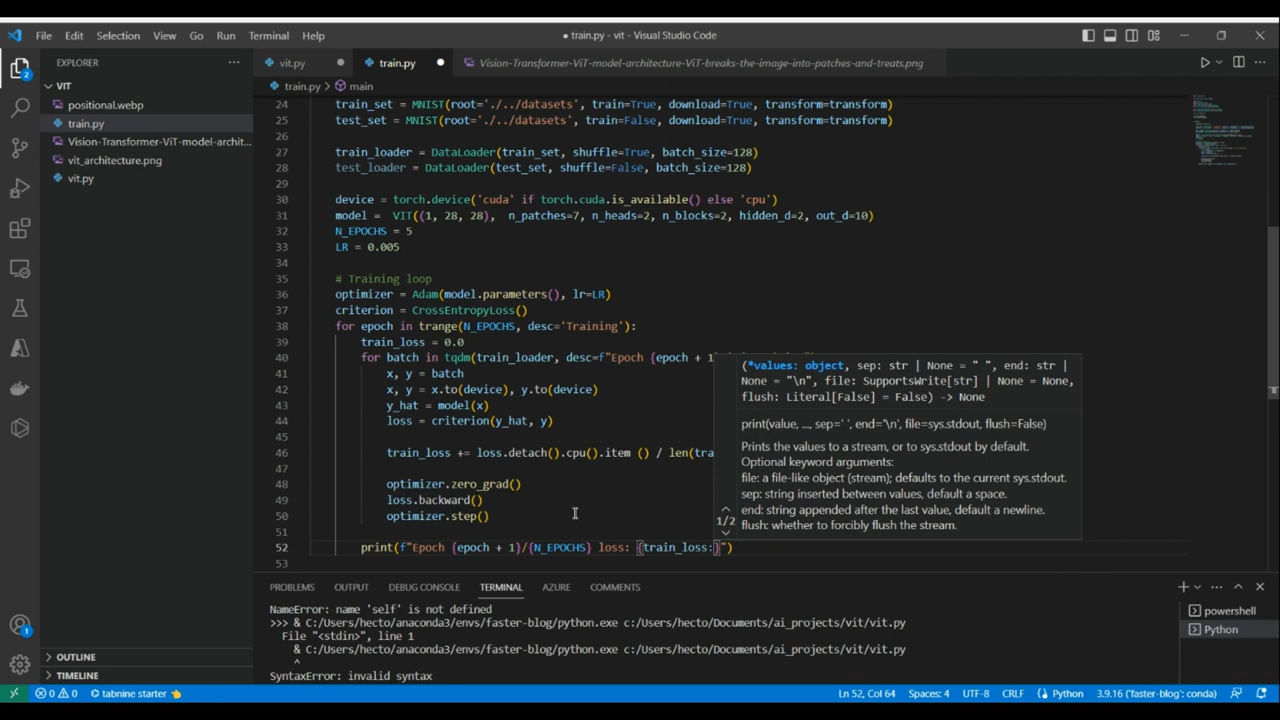 File Edit Selection View Go Run Terminal Help
● train.py - vit - Visual Studio Code
EXPLORER
vit.py
train.py
Vision-Transformer-ViT-model-architecture-ViT-breaks-the-image-into-patches-and-treats.png
VIT
train.py > main
positional.webp
train.py
Vision-Transformer-ViT-model-archit...
vit_architecture.png
vit.py
24 train_set = MNIST(root='./../datasets', train=True, download=True, transform=transform)
25 test_set = MNIST(root='./../datasets', train=False, download=True, transform=transform)
26
27 train_loader = DataLoader(train_set, shuffle=True, batch_size=128)
28 test_loader = DataLoader(test_set, shuffle=False, batch_size=128)
29
30 device = torch.device('cuda' if torch.cuda.is_available() else 'cpu')
31 model =  VIT((1, 28, 28),  n_patches=7, n_heads=2, n_blocks=2, hidden_d=2, out_d=10)
32 N_EPOCHS = 5
33 LR = 0.005
34
35 # Training loop
36 optimizer = Adam(model.parameters(), lr=LR)
37 criterion = CrossEntropyLoss()
38 for epoch in trange(N_EPOCHS, desc='Training'):
39 train_loss = 0.0
40 for batch in tqdm(train_loader, desc=f"Epoch {epoch + 1
41 x, y = batch
42 x, y = x.to(device), y.to(device)
43 y_hat = model(x)
44 loss = criterion(y_hat, y)
45
46 train_loss += loss.detach().cpu().item () / len(tra
47
48 optimizer.zero_grad()
49 loss.backward()
50 optimizer.step()
51
52 print(f"Epoch {epoch + 1}/{N_EPOCHS} loss: {train_loss:}")
53
(*values: object, sep: str | None = " ", end: str |
None = "\n", file: SupportsWrite[str] | None = None,
flush: Literal[False] = False) -> None
print(value, ..., sep=' ', end='\n', file=sys.stdout, flush=False)
Prints the values to a stream, or to sys.stdout by default.
Optional keyword arguments:
file: a file-like object (stream); defaults to the current sys.stdout.
sep: string inserted between values, default a space.
1/2
end: string appended after the last value, default a newline.
flush: whether to forcibly flush the stream.
PROBLEMS OUTPUT DEBUG CONSOLE TERMINAL AZURE COMMENTS
NameError: name 'self' is not defined
>>> & C:/Users/hecto/anaconda3/envs/faster-blog/python.exe c:/Users/hecto/Documents/ai_projects/vit/vit.py
File "<stdin>", line 1
& C:/Users/hecto/anaconda3/envs/faster-blog/python.exe c:/Users/hecto/Documents/ai_projects/vit/vit.py
^
SyntaxError: invalid syntax
powershell
Python
OUTLINE
TIMELINE
2
1
0 0 tabnine starter 👈
Ln 52, Col 64 Spaces: 4 UTF-8 CRLF Python 3.9.16 ('faster-blog': conda)